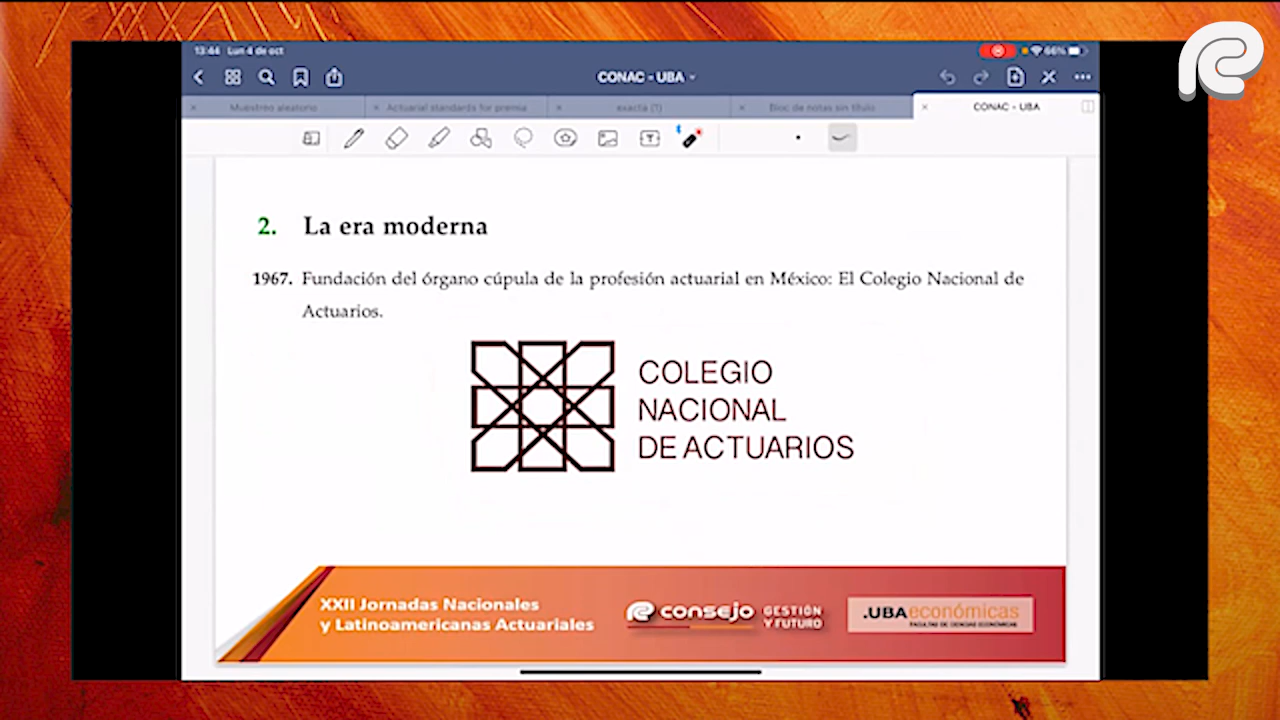 13:44 Lun 4 de oct
66%
CONAC - UBA
Muestreo aleatorio
Actuarial standards for premia
exacta (1)
Bloc de notas sin título
CONAC - UBA
2. La era moderna
1967. Fundación del órgano cúpula de la profesión actuarial en México: El Colegio Nacional de
Actuarios.
COLEGIO
NACIONAL
DE ACTUARIOS
XXII Jornadas Nacionales
y Latinoamericanas Actuariales
consejo
GESTIÓN
Y FUTURO
.UBAeconómicas
FACULTAD DE CIENCIAS ECONÓMICAS